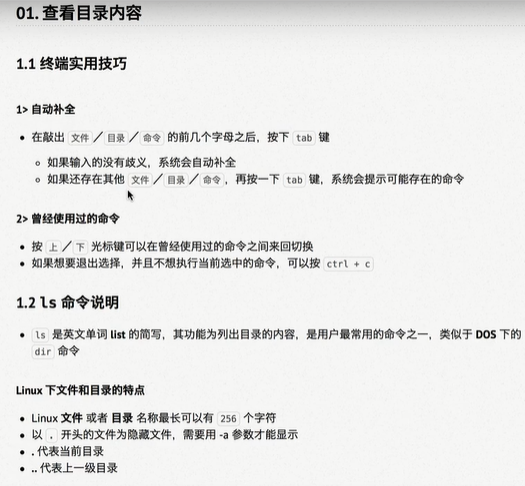 01. 查看目录内容
1.1 终端实用技巧
1> 自动补全
• 在敲出 文件 / 目录 / 命令 的前几个字母之后，按下 tab 键
◦ 如果输入的没有歧义，系统会自动补全
◦ 如果还存在其他 文件 / 目录 / 命令，再按一下 tab 键，系统会提示可能存在的命令
2> 曾经使用过的命令
• 按 上 / 下 光标键可以在曾经使用过的命令之间来回切换
• 如果想要退出选择，并且不想执行当前选中的命令，可以按 ctrl + c
1.2 ls 命令说明
• ls 是英文单词 list 的简写，其功能为列出目录的内容，是用户最常用的命令之一，类似于 DOS 下的
dir 命令
Linux 下文件和目录的特点
• Linux 文件 或者 目录 名称最长可以有 256 个字符
• 以 . 开头的文件为隐藏文件，需要用 -a 参数才能显示
• . 代表当前目录
• .. 代表上一级目录